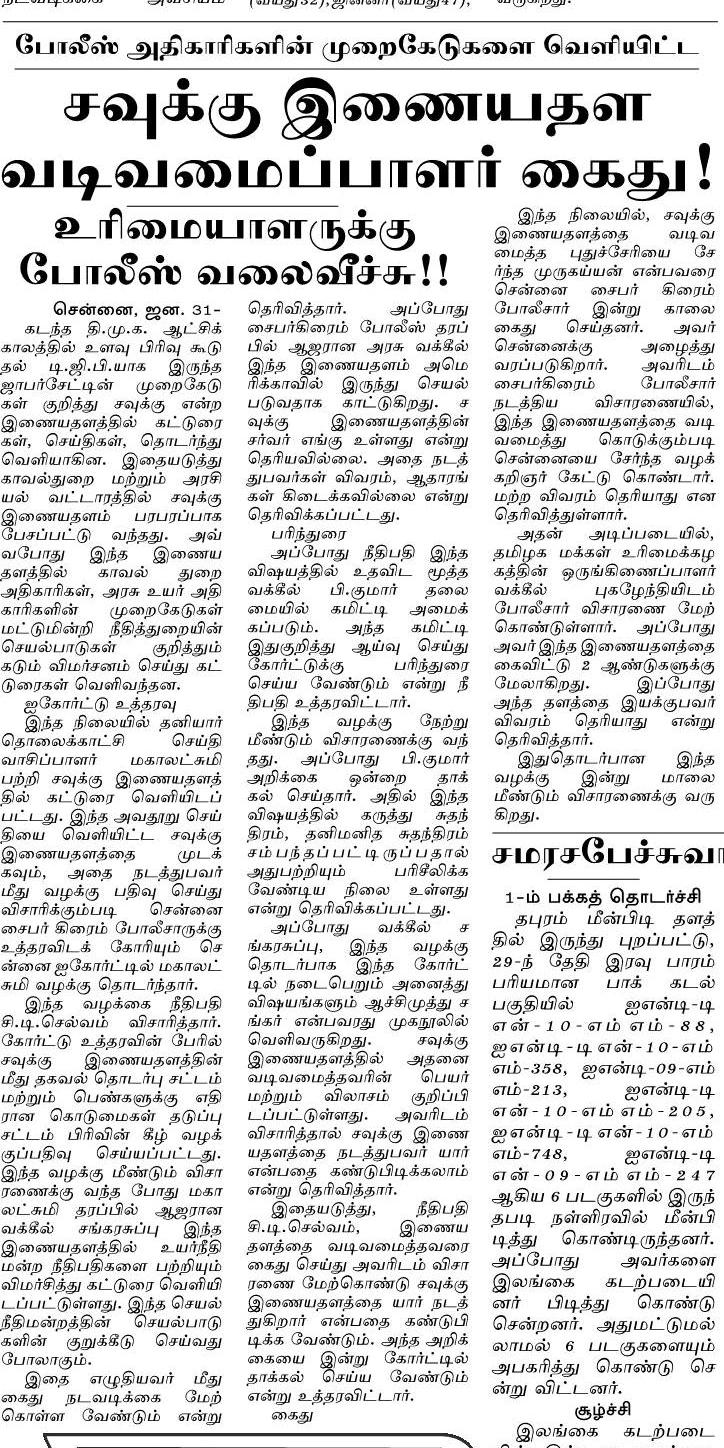 போலீஸ் அதிகாரிகளின் முறைகேடுகளை வெளியிட்ட
சவுக்கு இணையதள
வடிவமைப்பாளர் கைது!
உரிமையாளருக்கு
போலீஸ் வலைவீச்சு!!
சென்னை, ஜன. 31-
கடந்த தி.மு.க. ஆட்சிக்
காலத்தில் உளவு பிரிவு கூடு
தல் டி.ஜி.பி.யாக இருந்த
ஜாபர்சேட்டின் முறைகேடு
கள் குறித்து சவுக்கு என்ற
இணையதளத்தில் கட்டுரை
கள், செய்திகள், தொடர்ந்து
வெளியாகின. இதையடுத்து
காவல்துறை மற்றும் அரசி
யல் வட்டாரத்தில் சவுக்கு
இணையதளம் பரபரப்பாக
பேசப்பட்டு வந்தது. அவ்
வபோது இந்த இணைய
தளத்தில் காவல் துறை
அதிகாரிகள், அரசு உயர் அதி
காரிகளின் முறைகேடுகள்
மட்டுமின்றி நீதித்துறையின்
செயல்பாடுகள் குறித்தும்
கடும் விமர்சனம் செய்து கட்
டுரைகள் வெளிவந்தன.
ஐகோர்ட்டு உத்தரவு
இந்த நிலையில் தனியார்
தொலைக்காட்சி செய்தி
வாசிப்பாளர் மகாலட்சுமி
பற்றி சவுக்கு இணையதளத்
தில் கட்டுரை வெளியிடப்
பட்டது. இந்த அவதூறு செய்
தியை வெளியிட்ட சவுக்கு
இணையதளத்தை முடக்
கவும், அதை நடத்துபவர்
மீது வழக்கு பதிவு செய்து
விசாரிக்கும்படி சென்னை
சைபர் கிரைம் போலீசாருக்கு
உத்தரவிடக் கோரியும் செ
ன்னை ஐகோர்ட்டில் மகாலட்
சுமி வழக்கு தொடர்ந்தார்.
இந்த வழக்கை நீதிபதி
சி.டி.செல்வம் விசாரித்தார்.
கோர்ட்டு உத்தரவின் பேரில்
சவுக்கு இணையதளத்தின்
மீது தகவல் தொடர்பு சட்டம்
மற்றும் பெண்களுக்கு எதி
ரான கொடுமைகள் தடுப்பு
சட்டம் பிரிவின் கீழ் வழக்
குப்பதிவு செய்யப்பட்டது.
இந்த வழக்கு மீண்டும் விசா
ரணைக்கு வந்த போது மகா
லட்சுமி தரப்பில் ஆஜரான
வக்கீல் சங்கரசுப்பு இந்த
இணையதளத்தில் உயர்நீதி
மன்ற நீதிபதிகளை பற்றியும்
விமர்சித்து கட்டுரை வெளியி
டப்பட்டுள்ளது. இந்த செயல்
நீதிமன்றத்தின் செயல்பாடு
களின் குறுக்கீடு செய்வது
போலாகும்.
இதை எழுதியவர் மீது
கைது நடவடிக்கை மேற்
கொள்ள வேண்டும் என்று
தெரிவித்தார். அப்போது
சைபர்கிரைம் போலீஸ் தரப்
பில் ஆஜரான அரசு வக்கீல்
இந்த இணையதளம் அமெ
ரிக்காவில் இருந்து செயல்
படுவதாக காட்டுகிறது. ச
வுக்கு இணையதளத்தின்
சர்வர் எங்கு உள்ளது என்று
தெரியவில்லை. அதை நடத்
துபவர்கள் விவரம், ஆதாரங்
கள் கிடைக்கவில்லை என்று
தெரிவிக்கப்பட்டது.
பரிந்துரை
அப்போது நீதிபதி இந்த
விஷயத்தில் உதவிட மூத்த
வக்கீல் பி.குமார் தலை
மையில் கமிட்டி அமைக்
கப்படும். அந்த கமிட்டி
இதுகுறித்து ஆய்வு செய்து
கோர்ட்டுக்கு பரிந்துரை
செய்ய வேண்டும் என்று நீ
திபதி உத்தரவிட்டார்.
இந்த வழக்கு நேற்று
மீண்டும் விசாரணைக்கு வந்
தது. அப்போது பி.குமார்
அறிக்கை ஒன்றை தாக்
கல் செய்தார். அதில் இந்த
விஷயத்தில் கருத்து சுதந்
திரம், தனிமனித சுதந்திரம்
சம்பந்தப்பட்டிருப்பதால்
அதுபற்றியும் பரிசீலிக்க
வேண்டிய நிலை உள்ளது
என்று தெரிவிக்கப்பட்டது.
அப்போது வக்கீல் ச
ங்கரசுப்பு, இந்த வழக்கு
தொடர்பாக இந்த கோர்ட்
டில் நடைபெறும் அனைத்து
விஷயங்களும் ஆச்சிமுத்து ச
ங்கர் என்பவரது முகநூலில்
வெளிவருகிறது. சவுக்கு
இணையதளத்தில் அதனை
வடிவமைத்தவரின் பெயர்
மற்றும் விலாசம் குறிப்பி
டப்பட்டுள்ளது. அவரிடம்
விசாரித்தால் சவுக்கு இணை
யதளத்தை நடத்துபவர் யார்
என்பதை கண்டுபிடிக்கலாம்
என்று தெரிவித்தார்.
இதையடுத்து, நீதிபதி
சி.டி.செல்வம், இணைய
தளத்தை வடிவமைத்தவரை
கைது செய்து அவரிடம் விசா
ரணை மேற்கொண்டு சவுக்கு
இணையதளத்தை யார் நடத்
துகிறார் என்பதை கண்டுபி
டிக்க வேண்டும். அந்த அறிக்
கையை இன்று கோர்ட்டில்
தாக்கல் செய்ய வேண்டும்
என்று உத்தரவிட்டார்.
கைது
இந்த நிலையில், சவுக்கு
இணையதளத்தை வடிவ
மைத்த புதுச்சேரியை சே
ர்ந்த முருகய்யன் என்பவரை
சென்னை சைபர் கிரைம்
போலீசார் இன்று காலை
கைது செய்தனர். அவர்
சென்னைக்கு அழைத்து
வரப்படுகிறார். அவரிடம்
சைபர்கிரைம் போலீசார்
நடத்திய விசாரணையில்,
இந்த இணையதளத்தை வடி
வமைத்து கொடுக்கும்படி
சென்னையை சேர்ந்த வழக்
கறிஞர் கேட்டு கொண்டார்.
மற்ற விவரம் தெரியாது என
தெரிவித்துள்ளார்.
அதன் அடிப்படையில்,
தமிழக மக்கள் உரிமைக்கழ
கத்தின் ஒருங்கிணைப்பாளர்
வக்கீல் புகழேந்தியிடம்
போலீசார் விசாரணை மேற்
கொண்டுள்ளார். அப்போது
அவர் இந்த இணையதளத்தை
கைவிட்டு 2 ஆண்டுகளுக்கு
மேலாகிறது. இப்போது
அந்த தளத்தை இயக்குபவர்
விவரம் தெரியாது என்று
தெரிவித்தார்.
இதுதொடர்பான இந்த
வழக்கு இன்று மாலை
மீண்டும் விசாரணைக்கு வரு
கிறது.
சமரசபேச்சுவா
1-ம் பக்கத் தொடர்ச்சி
தபுரம் மீன்பிடி தளத்
தில் இருந்து புறப்பட்டு,
29-ந் தேதி இரவு பாரம்
பரியமான பாக் கடல்
பகுதியில் ஐஎன்டி-டி
என்-10-எம் எம்-88,
ஐஎன்டி-டிஎன்-10-எம்
எம்-358, ஐஎன்டி-09-எம்
எம்-213, ஐஎன்டி-டி
என்-10-எம் எம்-205,
ஐஎன்டி-டிஎன்-10-எம்
எம்-748, ஐஎன்டி-டி
என்-09-எம் எம்-247
ஆகிய 6 படகுகளில் இருந்
தபடி நள்ளிரவில் மீன்பி
டித்து கொண்டிருந்தனர்.
அப்போது அவர்களை
இலங்கை கடற்படையி
னர் பிடித்து கொண்டு
சென்றனர். அதுமட்டுமல்
லாமல் 6 படகுகளையும்
அபகரித்து கொண்டு செ
ன்று விட்டனர்.
சூழ்ச்சி
இலங்கை கடற்படை